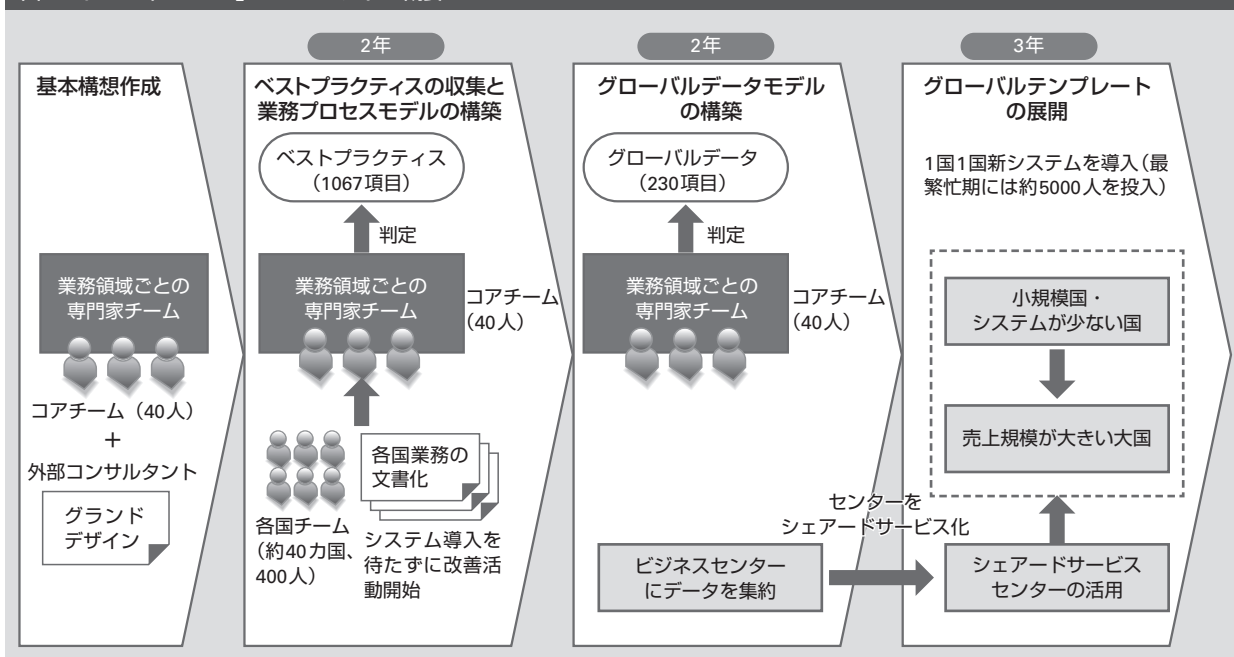 2年
基本構想作成
コアチーム（40人）
＋
外部コンサルタント
グランド
デザイン
業務領域ごとの
専門家チーム
ベストプラクティスの収集と
業務プロセスモデルの構築
ベストプラクティス
（1067項目）
判定
業務領域ごとの
専門家チーム
コアチーム
（40人）
各国業務の
文書化
各国チーム
（約40カ国、
400人）
システム導入を
待たずに改善活
動開始
2年
グローバルデータモデル
の構築
グローバルデータ
（230項目）
判定
業務領域ごとの
専門家チーム
コアチーム
（40人）
ビジネスセンター
にデータを集約
センターを
シェアードサービス化
3年
グローバルテンプレート
の展開
1国1国新システムを導入（最
繁忙期には約5000人を投入）
小規模国・
システムが少ない国
売上規模が大きい大国
シェアードサービス
センターの活用